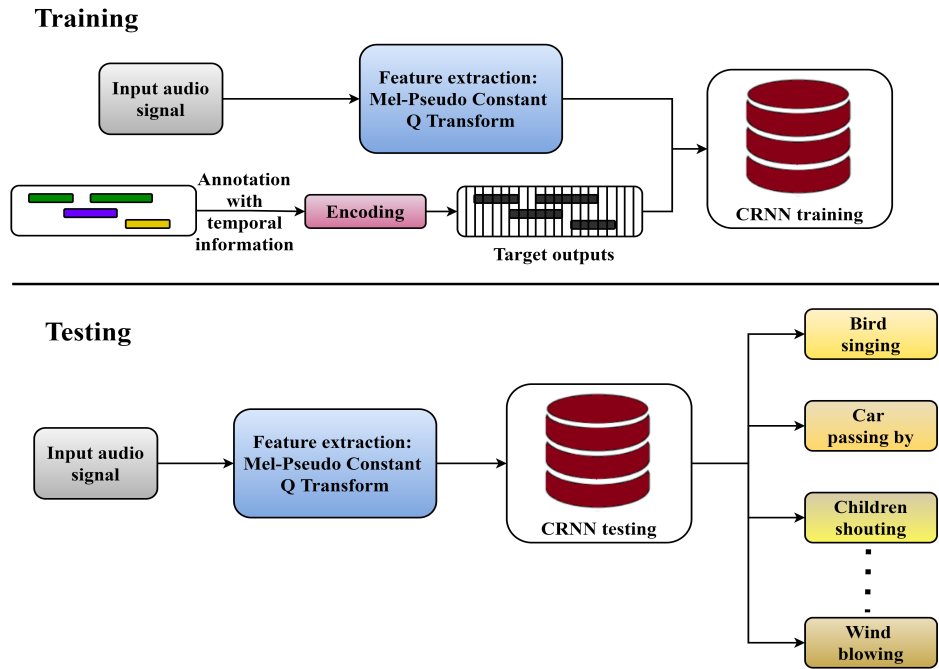 Training
Input audio
signal
Feature extraction:
Mel-Pseudo Constant
Q Transform
CRNN training
Annotation
with
temporal
information
Encoding
Target outputs
Testing
Input audio
signal
Feature extraction:
Mel-Pseudo Constant
Q Transform
CRNN testing
Bird
singing
Car
passing by
Children
shouting
Wind
blowing